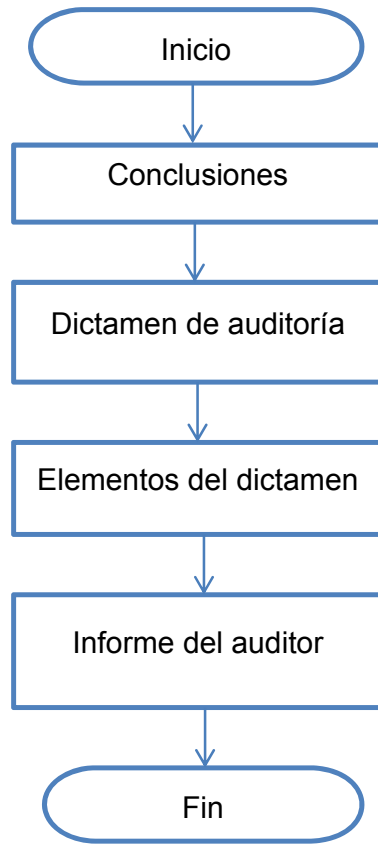 Inicio
Conclusiones
Dictamen de auditoría
Elementos del dictamen
Informe del auditor
Fin